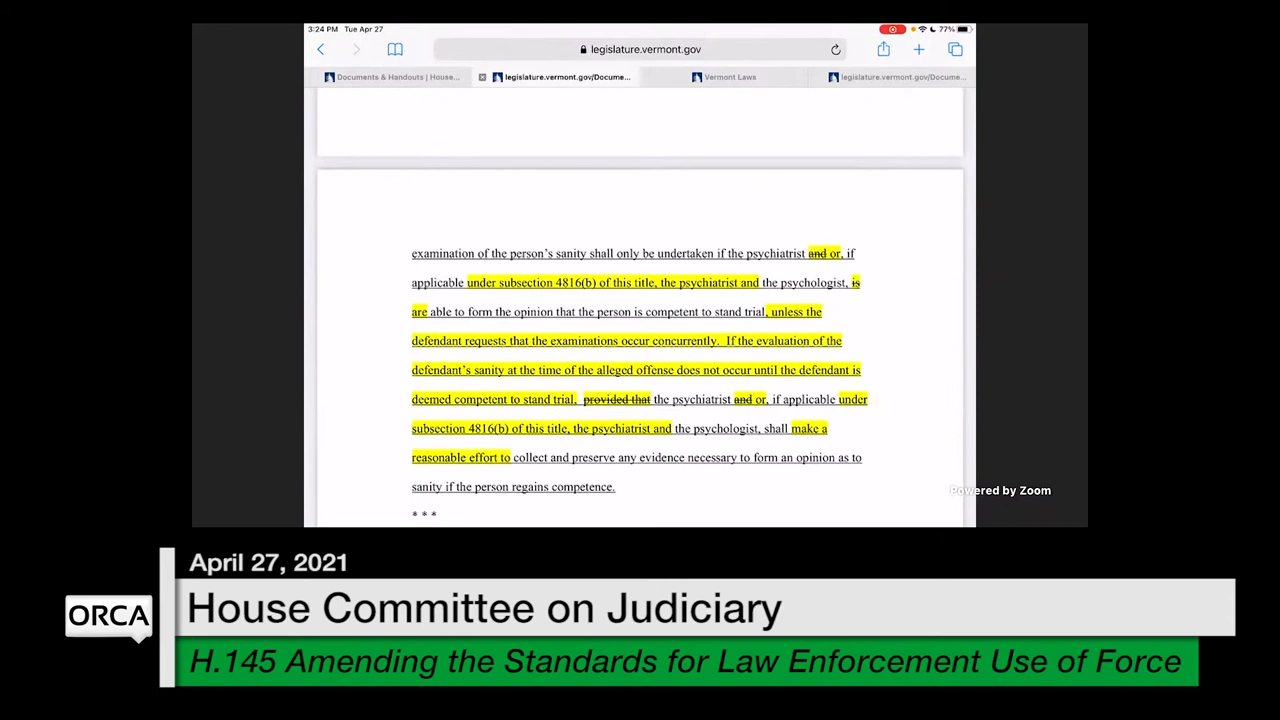 3:24 PM Tue Apr 27
77%
legislature.vermont.gov
Documents & Handouts | House...
legislature.vermont.gov/Docume...
Vermont Laws
legislature.vermont.gov/Docume...
examination of the person's sanity shall only be undertaken if the psychiatrist and or, if
applicable under subsection 4816(b) of this title, the psychiatrist and the psychologist, is
are able to form the opinion that the person is competent to stand trial, unless the
defendant requests that the examinations occur concurrently. If the evaluation of the
defendant's sanity at the time of the alleged offense does not occur until the defendant is
deemed competent to stand trial, provided that the psychiatrist and or, if applicable under
subsection 4816(b) of this title, the psychiatrist and the psychologist, shall make a
reasonable effort to collect and preserve any evidence necessary to form an opinion as to
sanity if the person regains competence.
* * *
Powered by Zoom
April 27, 2021
ORCA
House Committee on Judiciary
H.145 Amending the Standards for Law Enforcement Use of Force